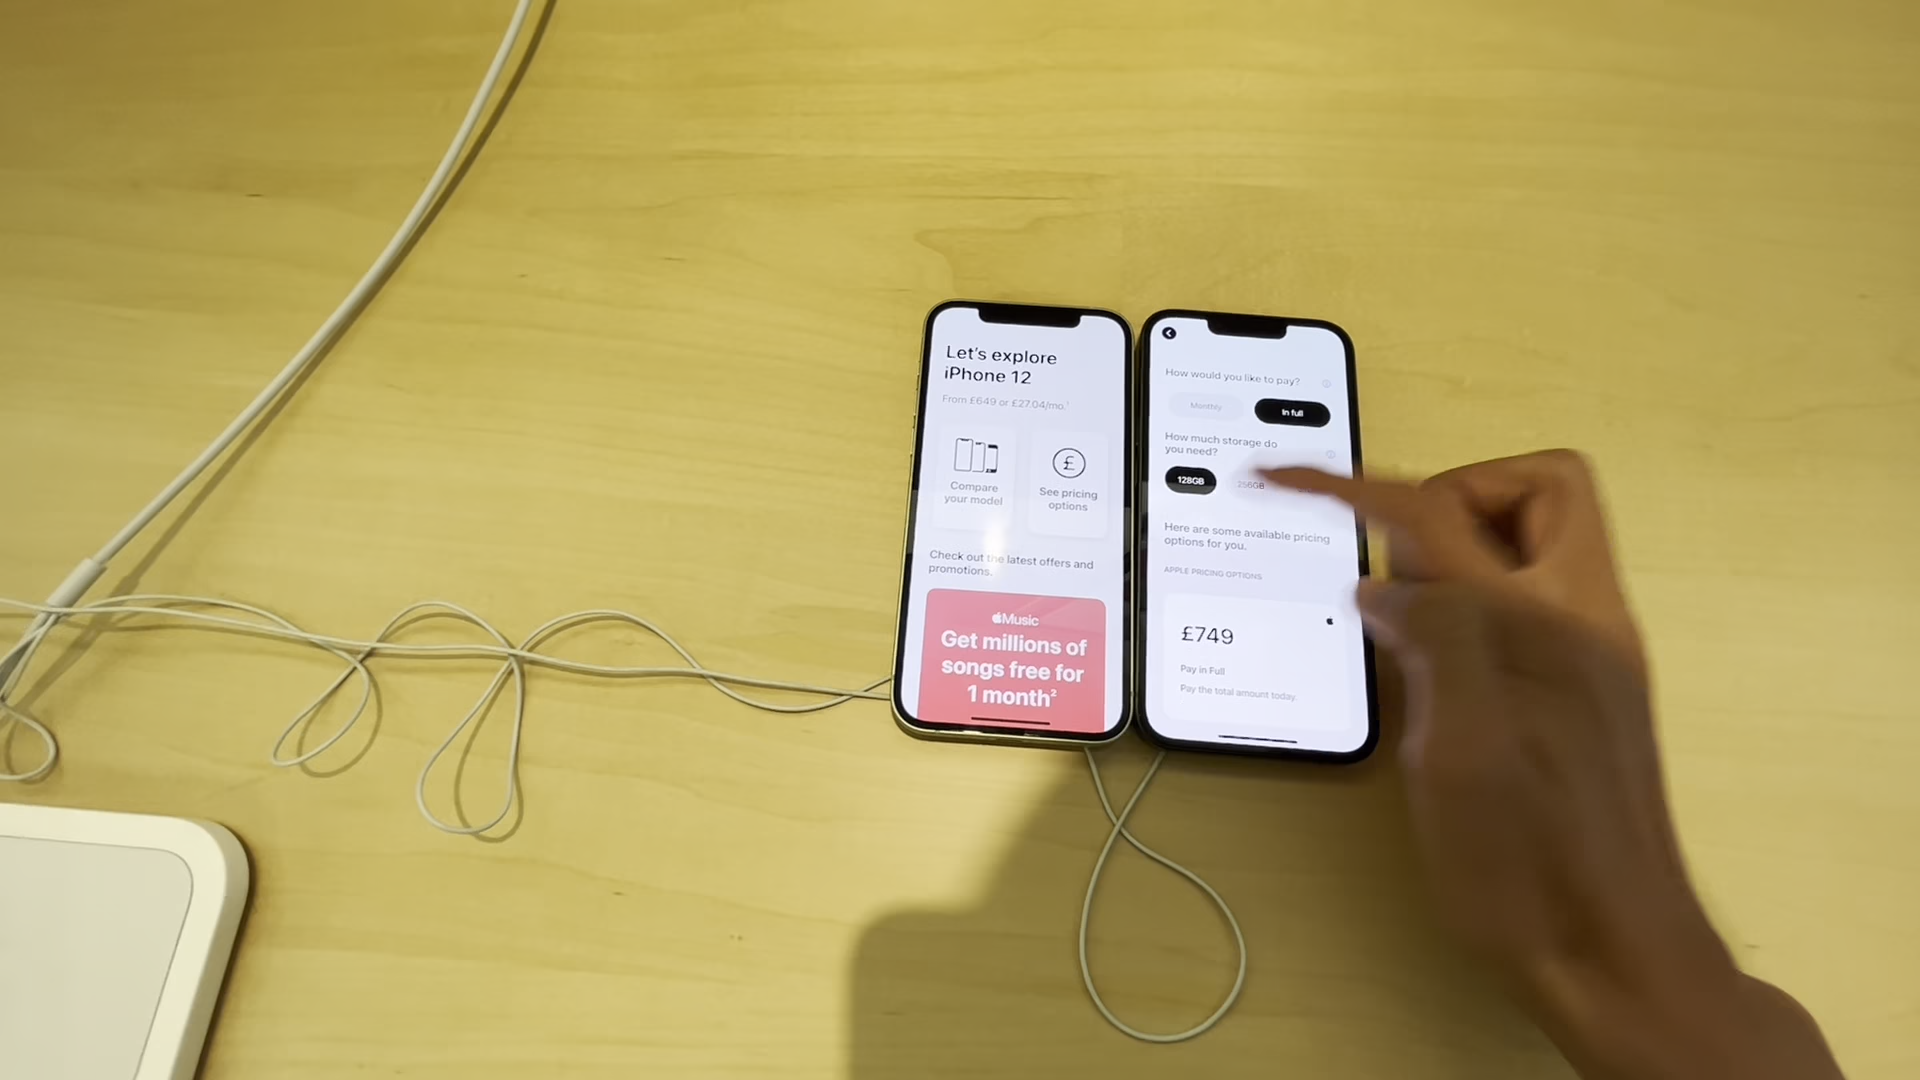 Let's explore
iPhone 12
From £649 or £27.04/mo.¹
Compare
your model
See pricing
options
Check out the latest offers and
promotions.
Music
Get millions of
songs free for
1 month²
How would you like to pay?
Monthly
In full
How much storage do
you need?
128GB
256GB
Here are some available pricing
options for you.
APPLE PRICING OPTIONS
£749
Pay in Full
Pay the total amount today.